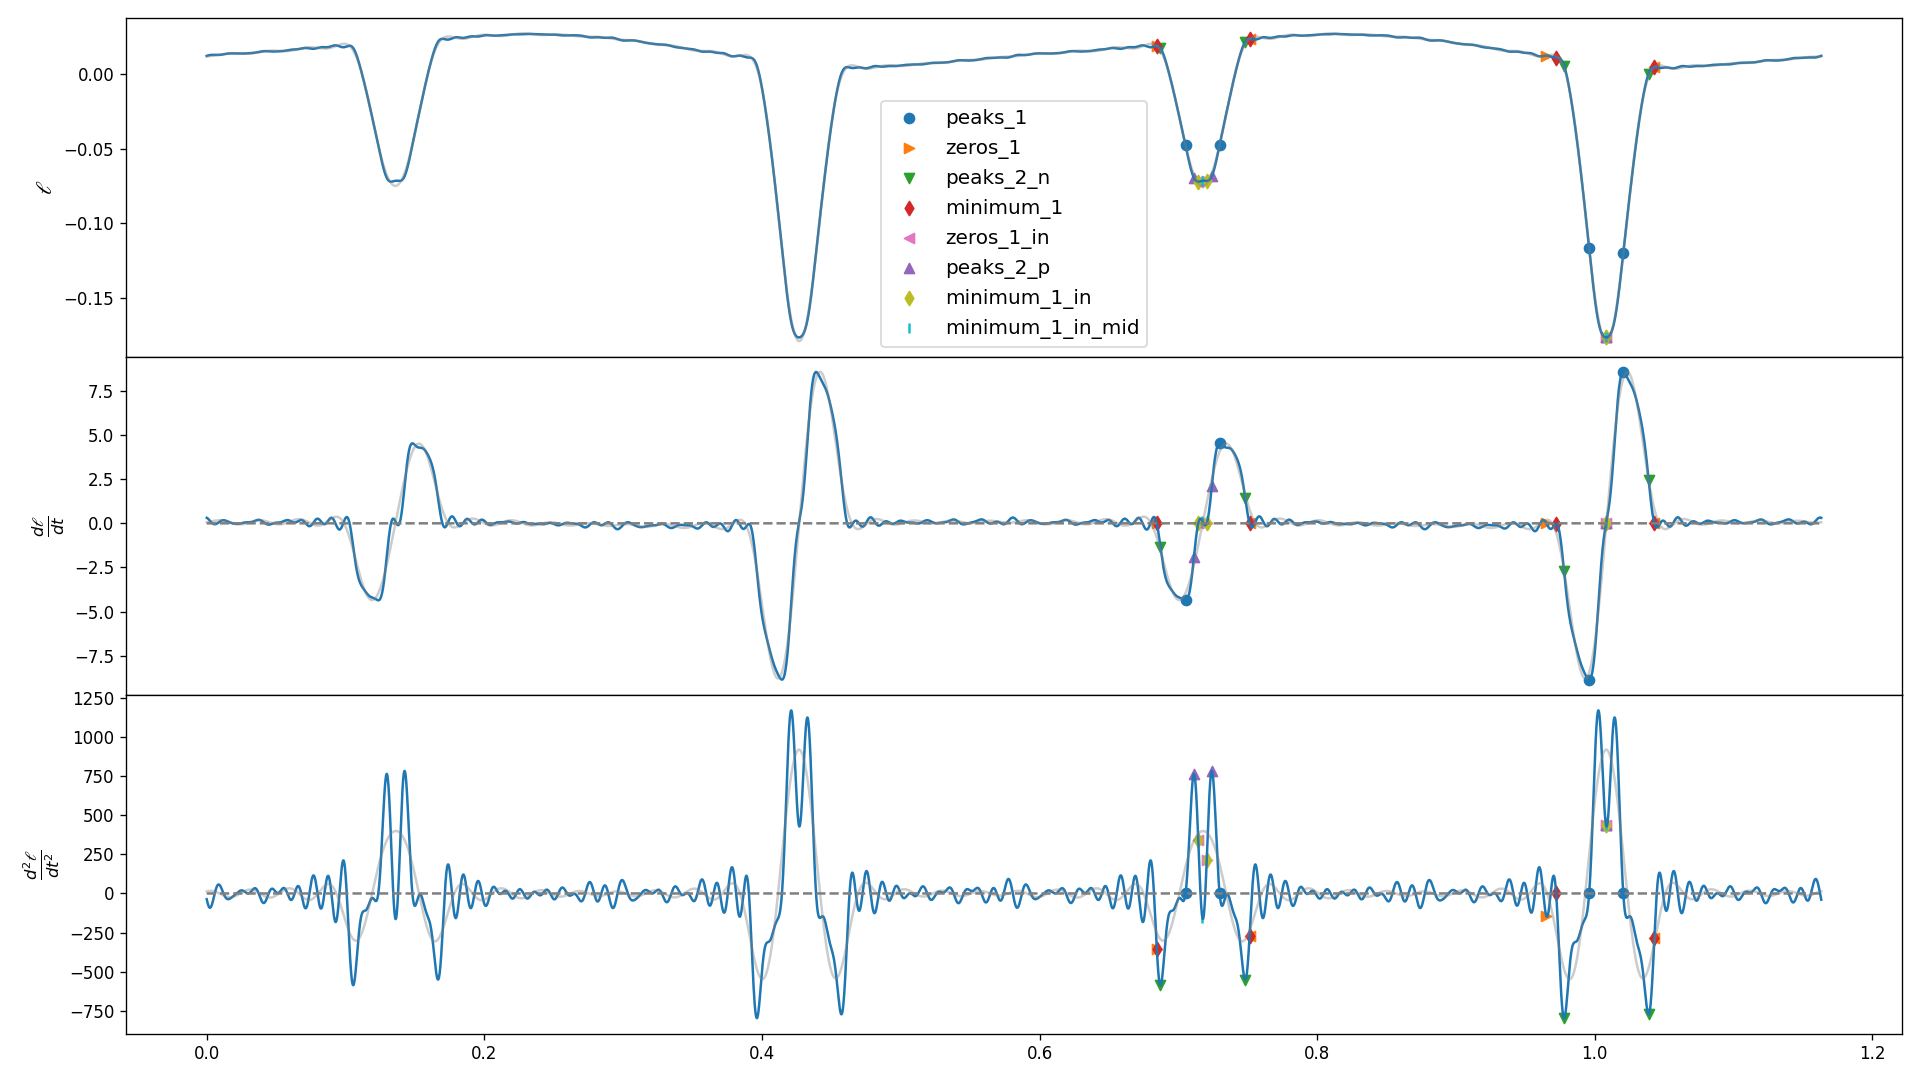 0.00
−0.05
−0.10
−0.15
ℓ
peaks_1
zeros_1
peaks_2_n
minimum_1
zeros_1_in
peaks_2_p
minimum_1_in
minimum_1_in_mid
7.5
5.0
2.5
0.0
−2.5
−5.0
−7.5
dℓ/dt
1250
1000
750
500
250
0
−250
−500
−750
d²ℓ/dt²
0.0 0.2 0.4 0.6 0.8 1.0 1.2